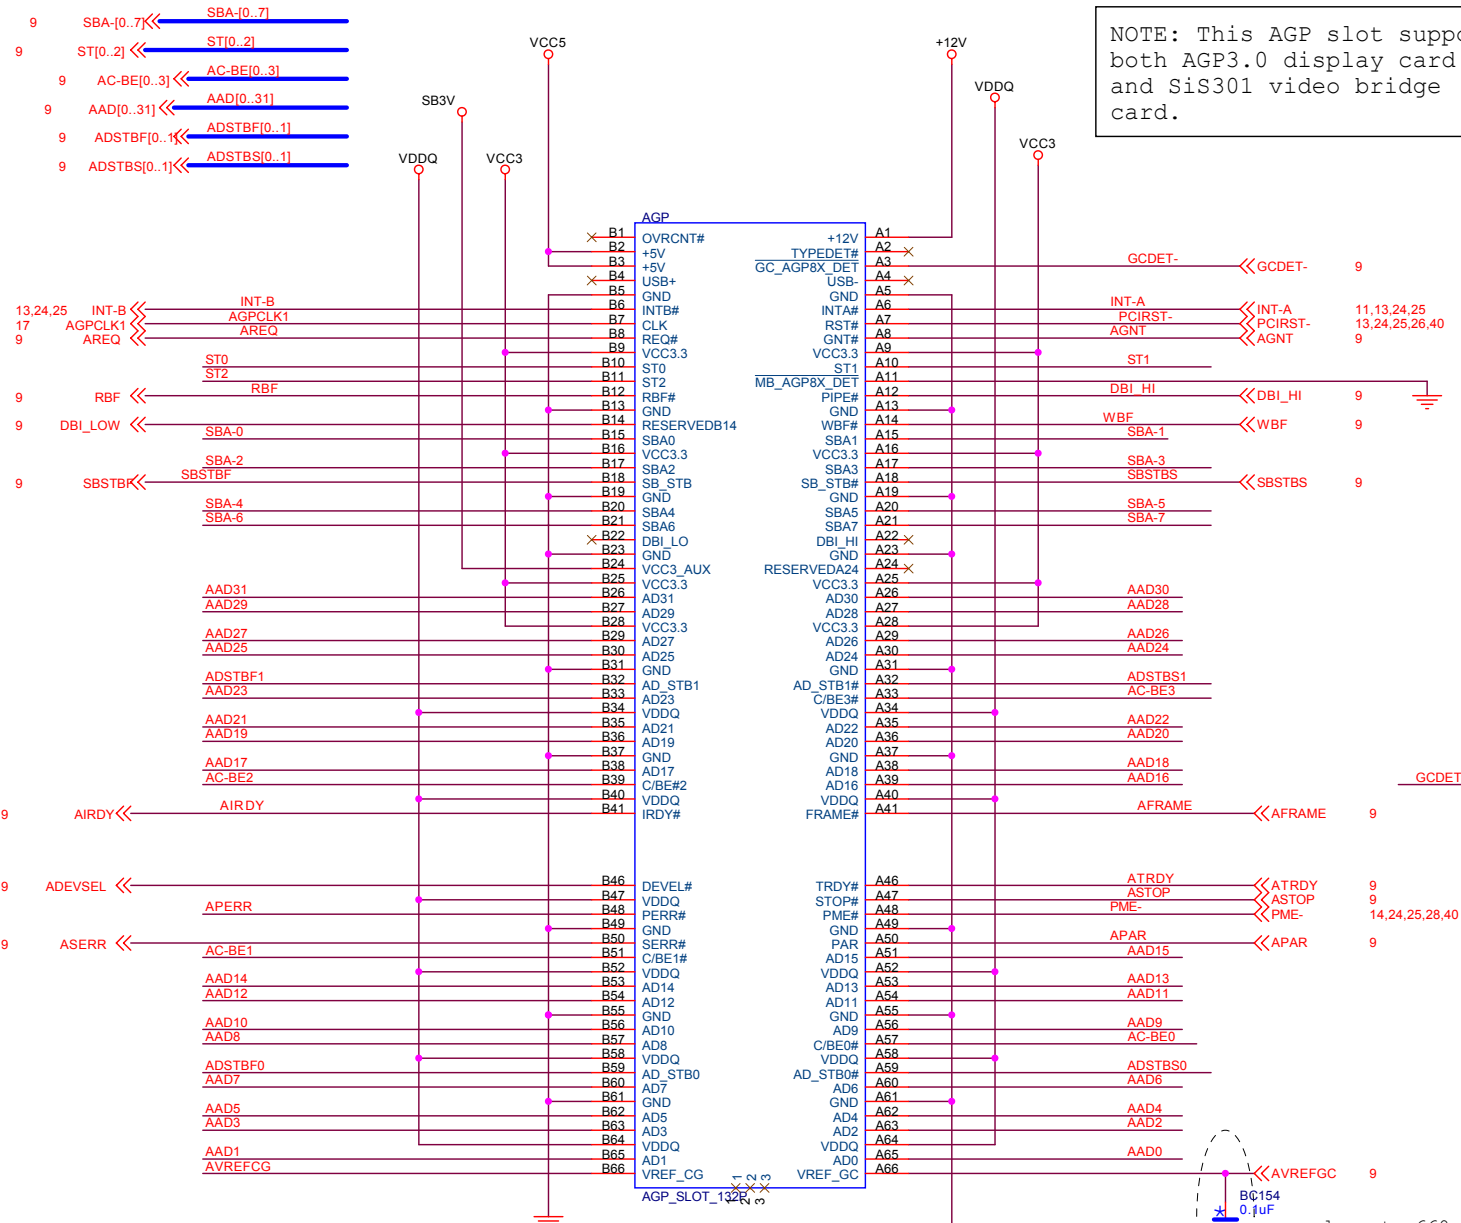 9 SBA-[0..7] SBA-[0..7]
9 ST[0..2] ST[0..2]
9 AC-BE[0..3] AC-BE[0..3]
9 AAD[0..31] AAD[0..31]
9 ADSTBF[0..1] ADSTBF[0..1]
9 ADSTBS[0..1] ADSTBS[0..1]
VCC5
SB3V
VDDQ VCC3
+12V
VDDQ
VCC3
NOTE: This AGP slot suppo
both AGP3.0 display card
and SiS301 video bridge
card.
AGP
B1 OVRCNT# +12V A1
B2 +5V TYPEDET# A2
B3 +5V GC_AGP8X_DET A3 GCDET- GCDET- 9
B4 USB+ USB- A4
B5 GND GND A5
13,24,25 INT-B INT-B B6 INTB# INTA# A6 INT-A INT-A 11,13,24,25
17 AGPCLK1 AGPCLK1 B7 CLK RST# A7 PCIRST- PCIRST- 13,24,25,26,40
9 AREQ AREQ B8 REQ# GNT# A8 AGNT AGNT 9
B9 VCC3.3 VCC3.3 A9
ST0 B10 ST0 ST1 A10 ST1
ST2 B11 ST2 MB_AGP8X_DET A11
9 RBF RBF B12 RBF# PIPE# A12 DBI_HI DBI_HI 9
B13 GND GND A13
9 DBI_LOW B14 RESERVEDB14 WBF# A14 WBF WBF 9
SBA-0 B15 SBA0 SBA1 A15 SBA-1
B16 VCC3.3 VCC3.3 A16
SBA-2 B17 SBA2 SBA3 A17 SBA-3
9 SBSTBF SBSTBF B18 SB_STB SB_STB# A18 SBSTBS SBSTBS 9
B19 GND GND A19
SBA-4 B20 SBA4 SBA5 A20 SBA-5
SBA-6 B21 SBA6 SBA7 A21 SBA-7
B22 DBI_LO DBI_HI A22
B23 GND GND A23
B24 VCC3_AUX RESERVEDA24 A24
B25 VCC3.3 VCC3.3 A25
AAD31 B26 AD31 AD30 A26 AAD30
AAD29 B27 AD29 AD28 A27 AAD28
B28 VCC3.3 VCC3.3 A28
AAD27 B29 AD27 AD26 A29 AAD26
AAD25 B30 AD25 AD24 A30 AAD24
B31 GND GND A31
ADSTBF1 B32 AD_STB1 AD_STB1# A32 ADSTBS1
AAD23 B33 AD23 C/BE3# A33 AC-BE3
B34 VDDQ VDDQ A34
AAD21 B35 AD21 AD22 A35 AAD22
AAD19 B36 AD19 AD20 A36 AAD20
B37 GND GND A37
AAD17 B38 AD17 AD18 A38 AAD18
AC-BE2 B39 C/BE#2 AD16 A39 AAD16 GCDET
B40 VDDQ VDDQ A40
9 AIRDY AIRDY B41 IRDY# FRAME# A41 AFRAME AFRAME 9
9 ADEVSEL B46 DEVEL# TRDY# A46 ATRDY ATRDY 9
B47 VDDQ STOP# A47 ASTOP ASTOP 9
APERR B48 PERR# PME# A48 PME- PME- 14,24,25,28,40
B49 GND GND A49
9 ASERR B50 SERR# PAR A50 APAR APAR 9
AC-BE1 B51 C/BE1# AD15 A51 AAD15
B52 VDDQ VDDQ A52
AAD14 B53 AD14 AD13 A53 AAD13
AAD12 B54 AD12 AD11 A54 AAD11
B55 GND GND A55
AAD10 B56 AD10 AD9 A56 AAD9
AAD8 B57 AD8 C/BE0# A57 AC-BE0
B58 VDDQ VDDQ A58
ADSTBF0 B59 AD_STB0 AD_STB0# A59 ADSTBS0
AAD7 B60 AD7 AD6 A60 AAD6
B61 GND GND A61
AAD5 B62 AD5 AD4 A62 AAD4
AAD3 B63 AD3 AD2 A63 AAD2
B64 VDDQ VDDQ A64
AAD1 B65 AD1 AD0 A65 AAD0
AVREFCG B66 VREF_CG VREF_GC A66 AVREFGC 9
1 2 3
1 2 3
AGP_SLOT_132P
BC154
* 0.1uF